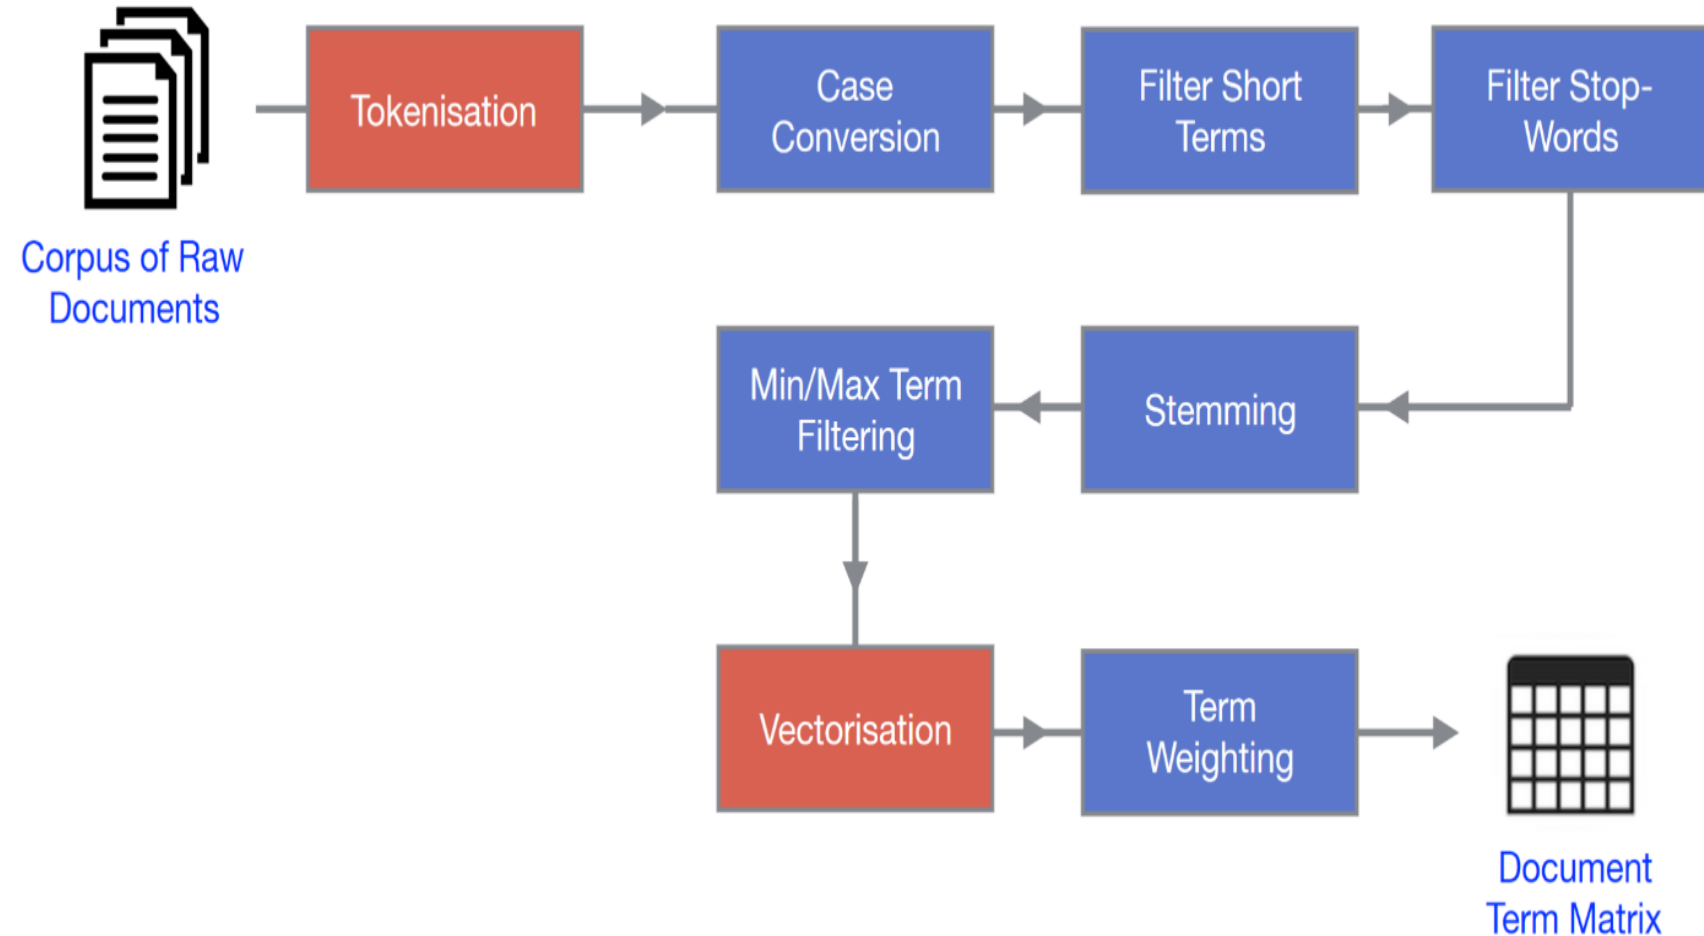 Corpus of Raw
Documents
Tokenisation
Case
Conversion
Filter Short
Terms
Filter Stop-
Words
Stemming
Min/Max Term
Filtering
Vectorisation
Term
Weighting
Document
Term Matrix